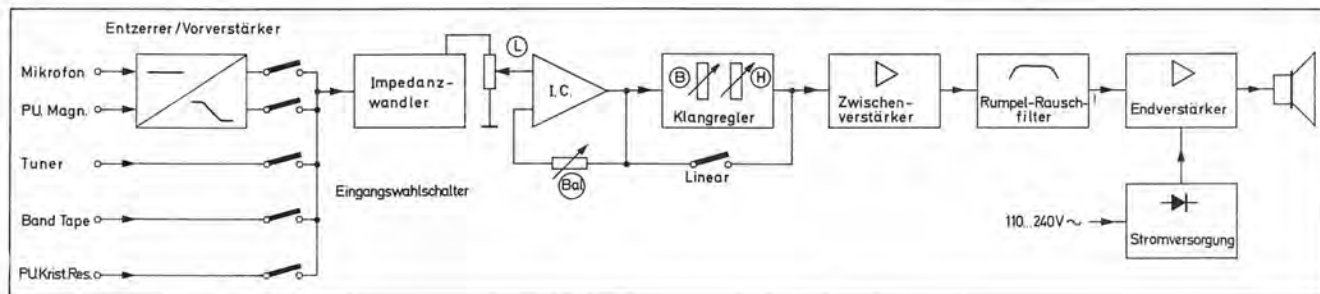 Entzerrer/Vorverstärker
Mikrofon
PU. Magn.
Tuner
Band Tape
PU.Krist.Res.
Eingangswahlschalter
Impedanz-
wandler
L
I.C.
Bal
B
H
Klangregler
Linear
Zwischen-
verstärker
Rumpel-Rausch-
filter
Endverstärker
110...240V~
Stromversorgung